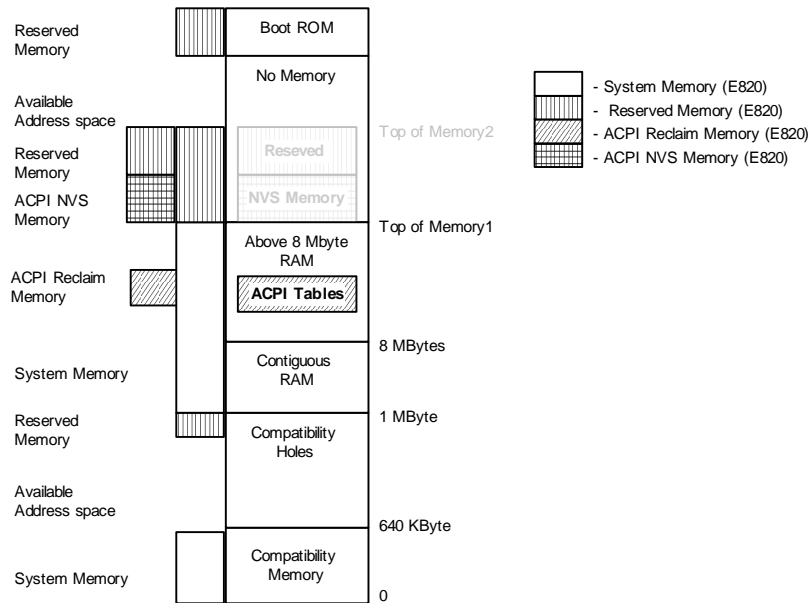 Reserved
Memory
Boot ROM
No Memory
- System Memory (E820)
- Reserved Memory (E820)
- ACPI Reclaim Memory (E820)
- ACPI NVS Memory (E820)
Available
Address space
Top of Memory2
Reserved
Memory
Reseved
ACPI NVS
Memory
NVS Memory
Top of Memory1
Above 8 Mbyte
RAM
ACPI Reclaim
Memory
ACPI Tables
8 MBytes
System Memory
Contiguous
RAM
1 MByte
Reserved
Memory
Compatibility
Holes
Available
Address space
640 KByte
System Memory
Compatibility
Memory
0